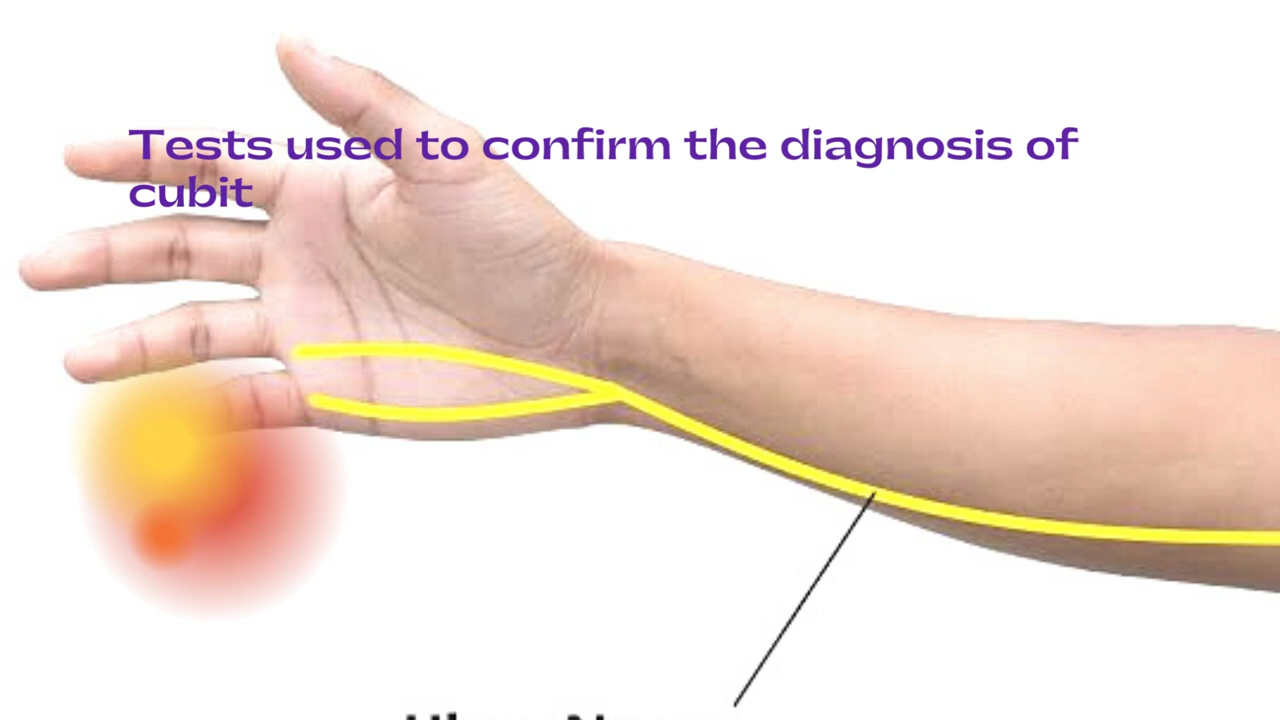 Tests used to confirm the diagnosis of
cubit